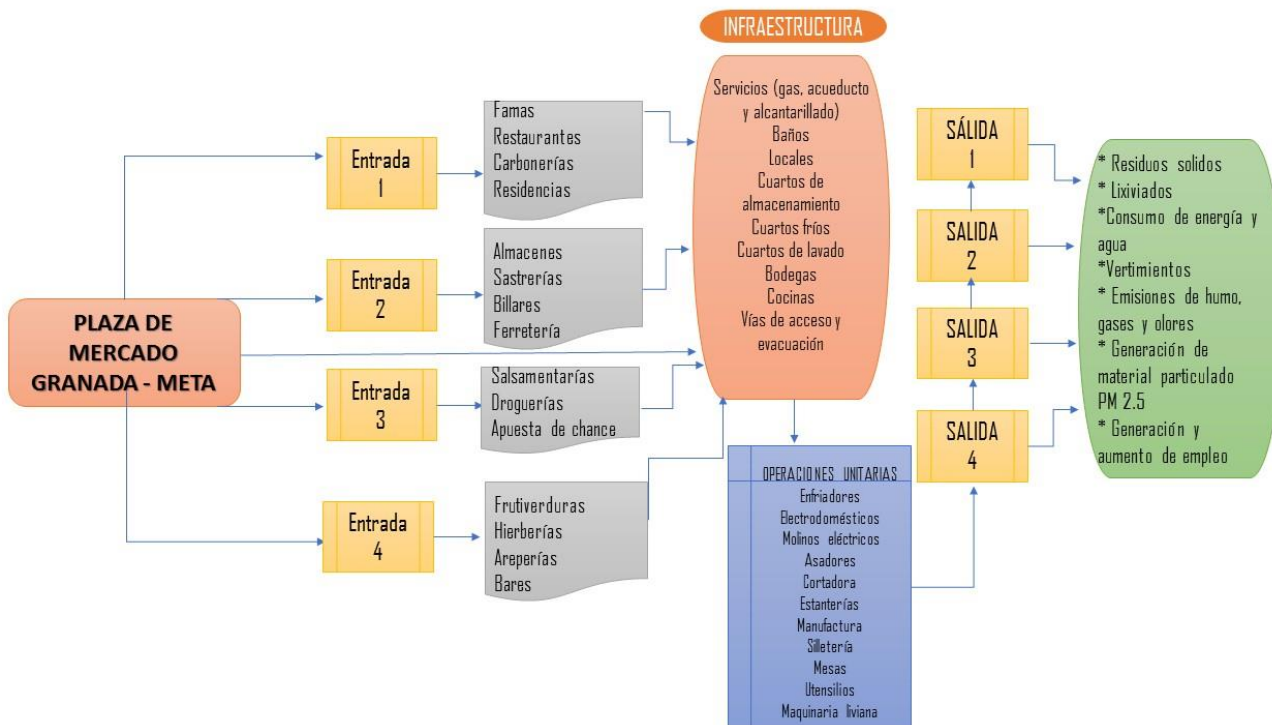 INFRAESTRUCTURA
PLAZA DE
MERCADO
GRANADA - META
Entrada
1
Famas
Restaurantes
Carbonerías
Residencias
Entrada
2
Almacenes
Sastrerías
Billares
Ferretería
Entrada
3
Salsamentarías
Droguerías
Apuesta de chance
Entrada
4
Frutiverduras
Hierberías
Areperías
Bares
Servicios (gas, acueducto
y alcantarillado)
Baños
Locales
Cuartos de
almacenamiento
Cuartos fríos
Cuartos de lavado
Bodegas
Cocinas
Vías de acceso y
evacuación
OPERACIONES UNITARIAS
Enfriadores
Electrodomésticos
Molinos eléctricos
Asadores
Cortadora
Estanterías
Manufactura
Silletería
Mesas
Utensilios
Maquinaria liviana
SÁLIDA
1
SALIDA
2
SALIDA
3
SALIDA
4
* Residuos solidos
* Lixiviados
*Consumo de energía y
agua
*Vertimientos
* Emisiones de humo,
gases y olores
* Generación de
material particulado
PM 2.5
* Generación y
aumento de empleo